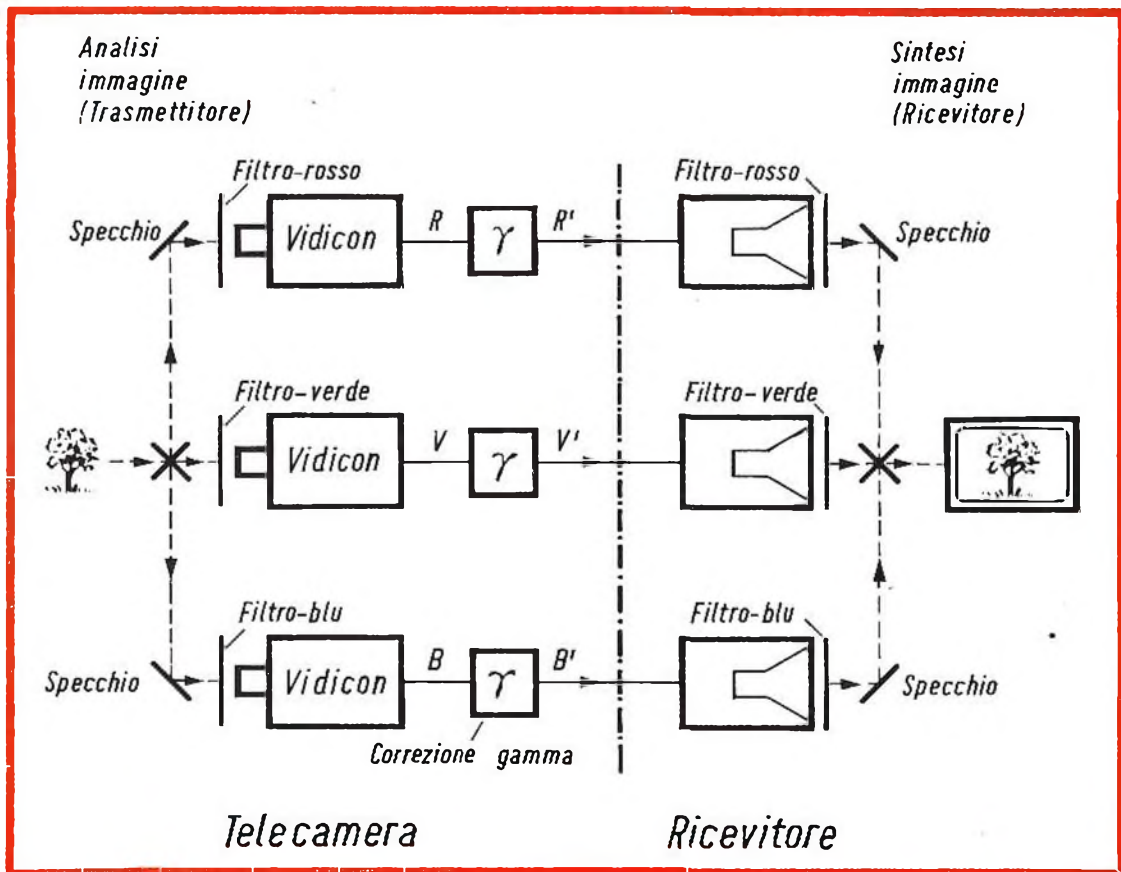 Analisi
immagine
(Trasmettitore)
Sintesi
immagine
(Ricevitore)
Filtro-rosso
Filtro-rosso
Specchio
Vidicon
R
γ
R'
Specchio
Filtro-verde
Filtro-verde
Vidicon
V
γ
V'
Filtro-blu
Filtro-blu
Specchio
Vidicon
B
γ
B'
Specchio
Correzione gamma
Telecamera
Ricevitore